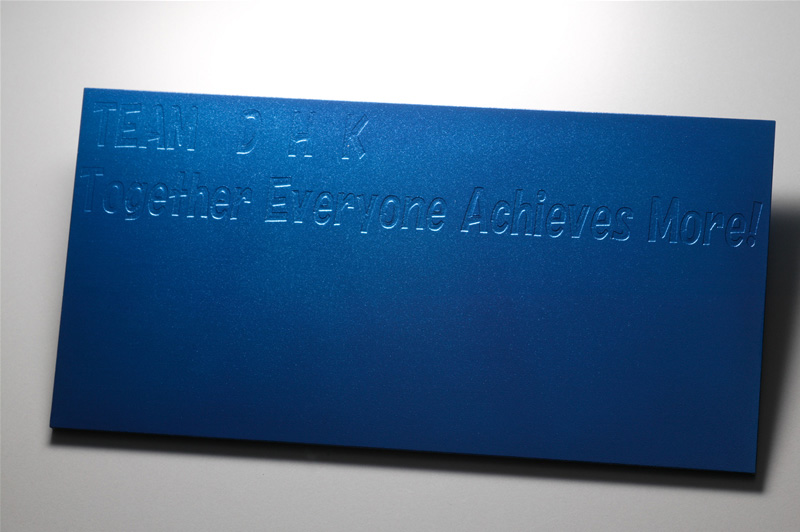 TEAM D H K
Together Everyone Achieves More!